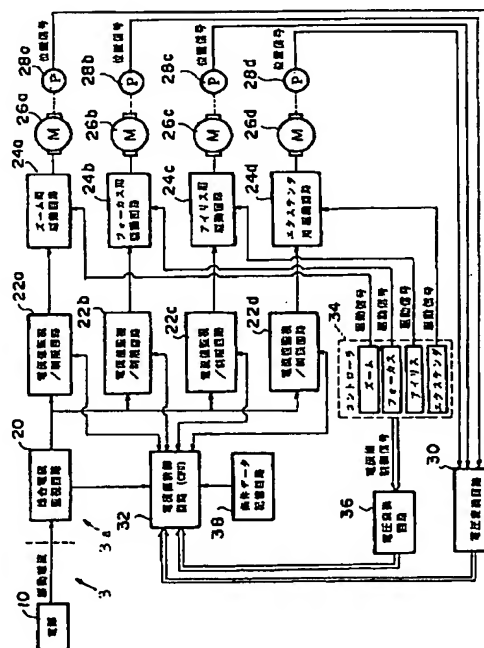 10
電源
駆動電流
3
3a
20
総合電流
監視回路
22a
電流値監視
/制限回路
22b
電流値監視
/制限回路
22c
電流値監視
/制限回路
22d
電流値監視
/制限回路
24a
ズーム用
駆動回路
24b
フォーカス用
駆動回路
24c
アイリス用
駆動回路
24d
エクステンダ
用駆動回路
26a
M
26b
M
26c
M
26d
M
28a
P
位置信号
28b
P
位置信号
28c
P
位置信号
28d
P
位置信号
32
電流値判断
回路 (CPU)
38
条件データ
記憶回路
34
コントローラ
ズーム
フォーカス
アイリス
エクステンダ
駆動信号
駆動信号
駆動信号
駆動信号
電流値
制御信号
36
電圧変換
回路
30
電圧変換回路